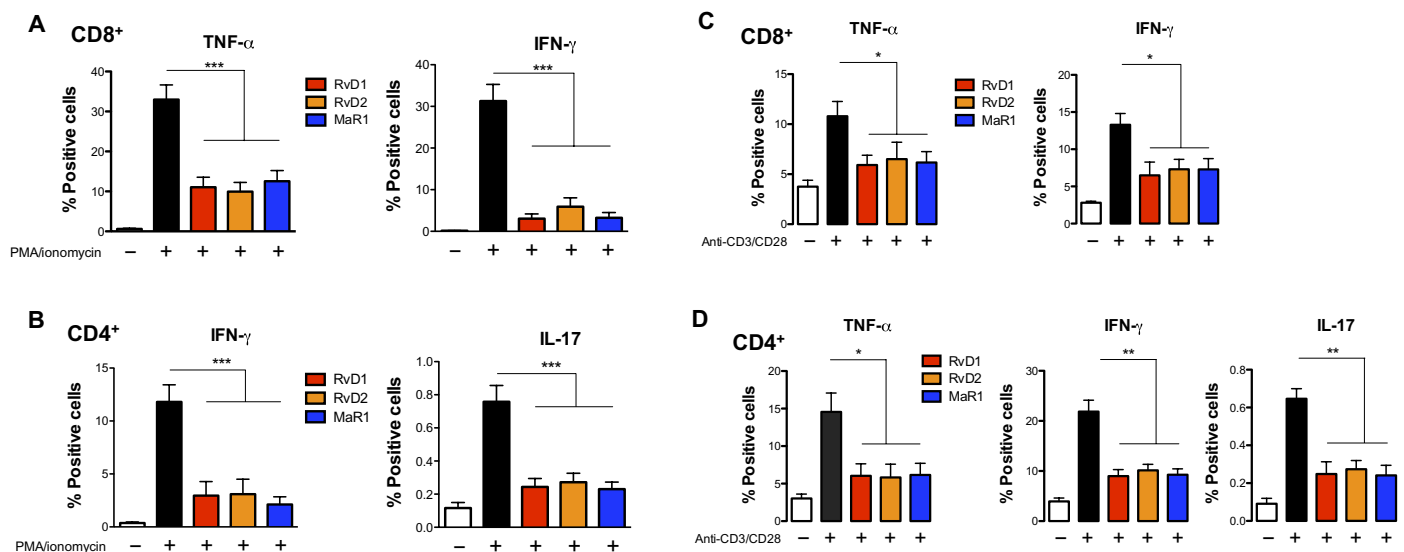 A
CD8+
TNF-α
% Positive cells
40
30
20
10
0
***
PMA/ionomycin
− + + + +
RvD1
RvD2
MaR1
IFN-γ
% Positive cells
40
30
20
10
0
***
− + + + +
C
CD8+
TNF-α
% Positive cells
15
10
5
0
*
Anti-CD3/CD28
− + + + +
RvD1
RvD2
MaR1
IFN-γ
% Positive cells
20
15
10
5
0
*
− + + + +
B
CD4+
IFN-γ
% Positive cells
15
10
5
0
***
PMA/ionomycin
− + + + +
RvD1
RvD2
MaR1
IL-17
% Positive cells
1.0
0.8
0.6
0.4
0.2
0.0
***
− + + + +
D
CD4+
TNF-α
% Positive cells
20
15
10
5
0
*
Anti-CD3/CD28
− + + + +
RvD1
RvD2
MaR1
IFN-γ
% Positive cells
40
30
20
10
0
**
− + + + +
IL-17
% Positive cells
0.8
0.6
0.4
0.2
0.0
**
− + + + +